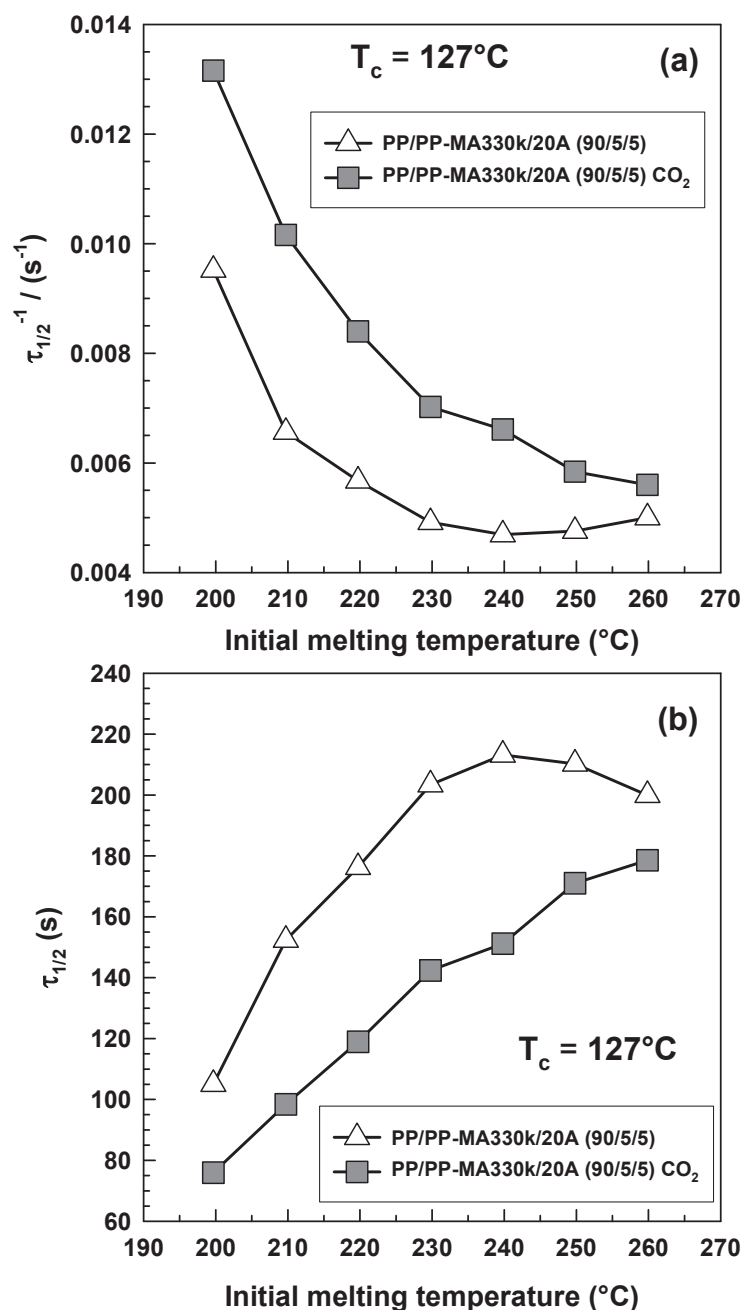 0.014
T_c = 127°C
(a)
PP/PP-MA330k/20A (90/5/5)
PP/PP-MA330k/20A (90/5/5) CO₂
0.012
0.010
0.008
0.006
0.004
τ₁/₂⁻¹ / (s⁻¹)
190 200 210 220 230 240 250 260 270
Initial melting temperature (°C)
240
(b)
220
200
180
160
140
120
100
80
60
τ₁/₂ (s)
T_c = 127°C
PP/PP-MA330k/20A (90/5/5)
PP/PP-MA330k/20A (90/5/5) CO₂
190 200 210 220 230 240 250 260 270
Initial melting temperature (°C)